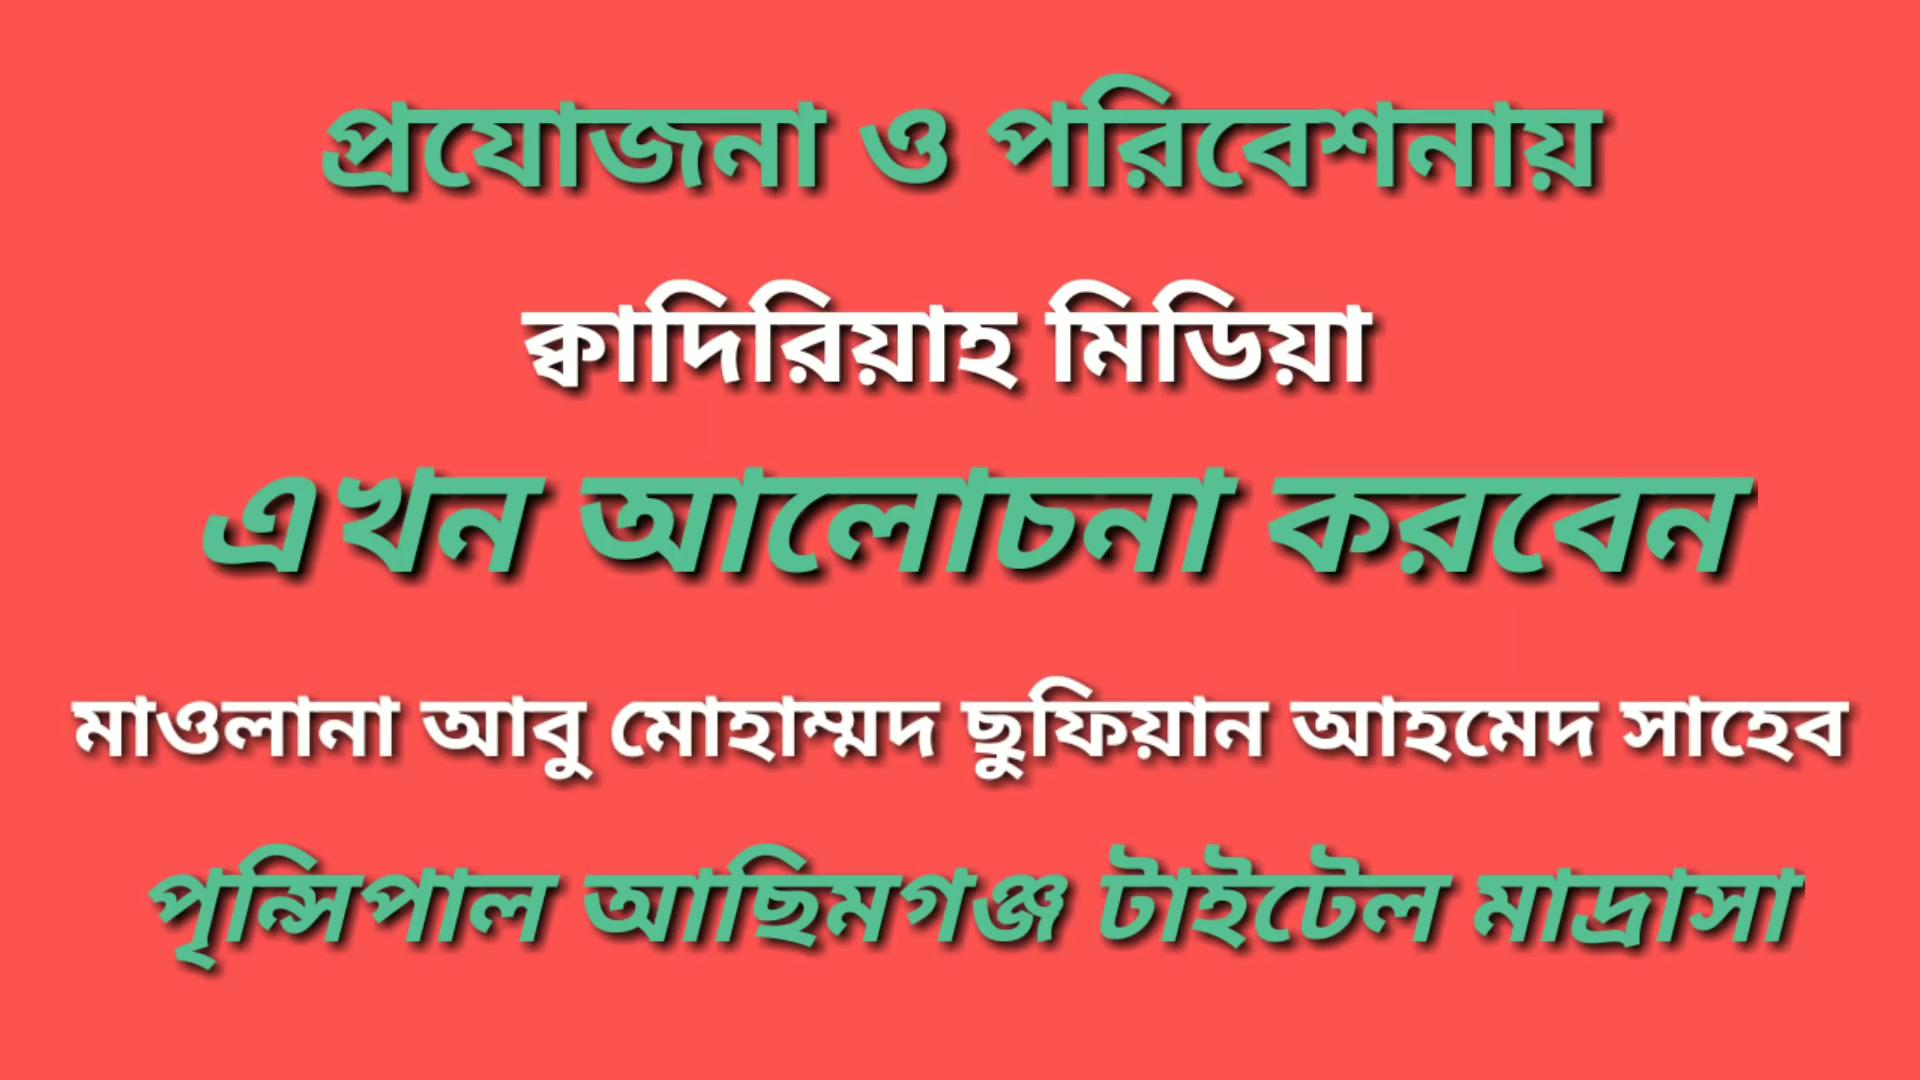 প্রযোজনা ও পরিবেশনায়
ক্বাদিরিয়াহ মিডিয়া
এখন আলোচনা করবেন
মাওলানা আবু মোহাম্মদ ছুফিয়ান আহমেদ সাহেব
পৃন্সিপাল আছিমগঞ্জ টাইটেল মাদ্রাসা